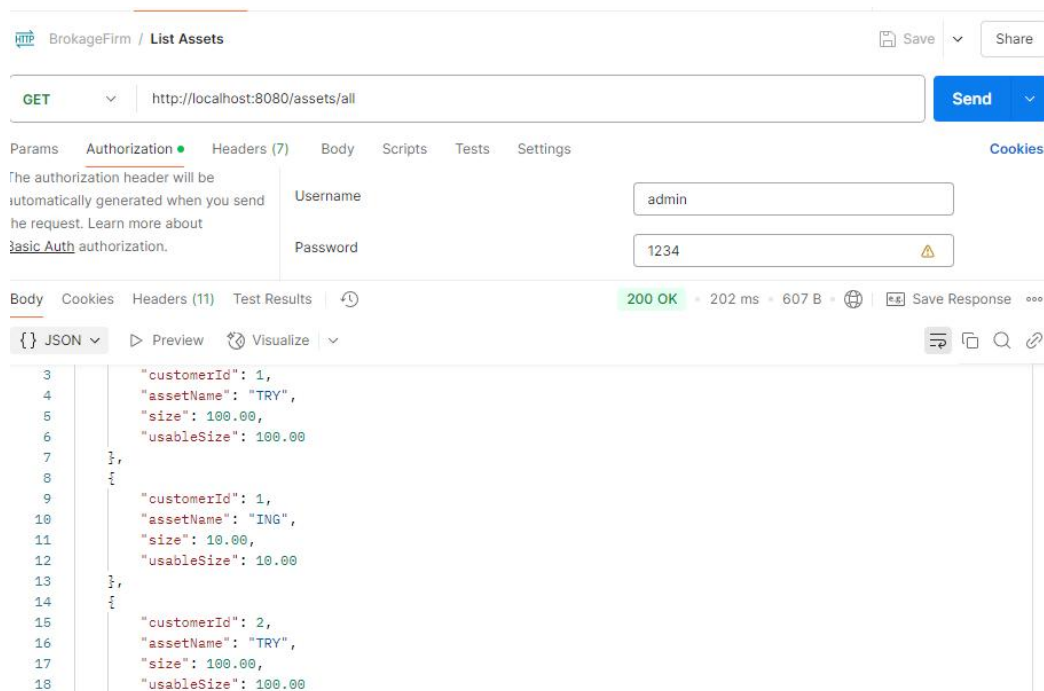 HTTP BrokageFirm / List Assets Save Share
GET http://localhost:8080/assets/all Send
Params Authorization Headers (7) Body Scripts Tests Settings Cookies
The authorization header will be
automatically generated when you send
the request. Learn more about
Basic Auth authorization.
Username admin
Password 1234
Body Cookies Headers (11) Test Results 200 OK • 202 ms • 607 B • e.g. Save Response
{} JSON Preview Visualize
3 "customerId": 1,
4 "assetName": "TRY",
5 "size": 100.00,
6 "usableSize": 100.00
7 },
8 {
9 "customerId": 1,
10 "assetName": "ING",
11 "size": 10.00,
12 "usableSize": 10.00
13 },
14 {
15 "customerId": 2,
16 "assetName": "TRY",
17 "size": 100.00,
18 "usableSize": 100.00